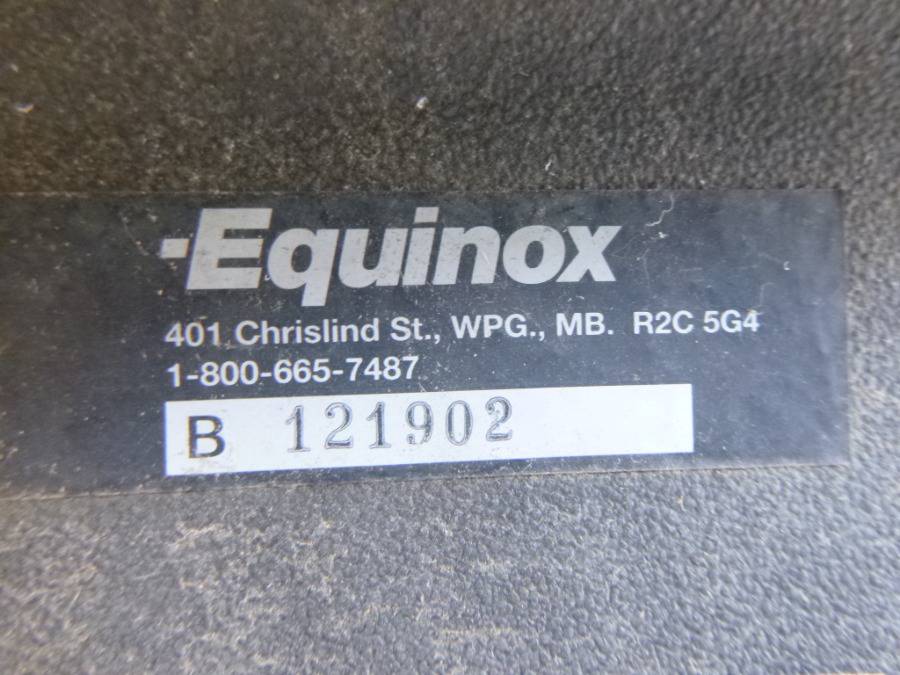 Equinox
401 Chrislind St., WPG., MB. R2C 5G4
1-800-665-7487
B 121902